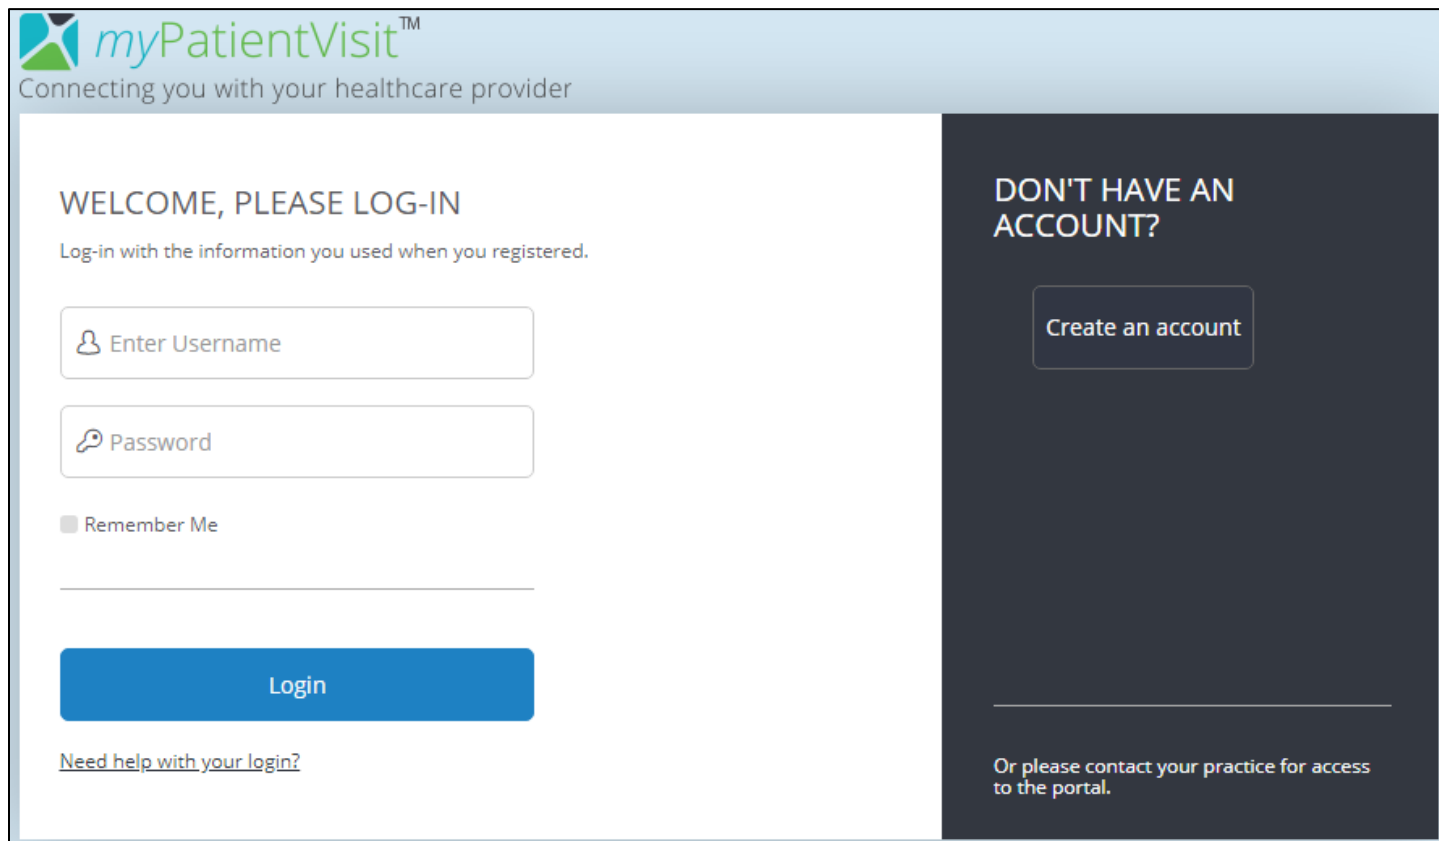 myPatientVisit™
Connecting you with your healthcare provider
WELCOME, PLEASE LOG-IN
Log-in with the information you used when you registered.
Enter Username
Password
Remember Me
Login
Need help with your login?
DON'T HAVE AN
ACCOUNT?
Create an account
Or please contact your practice for access
to the portal.